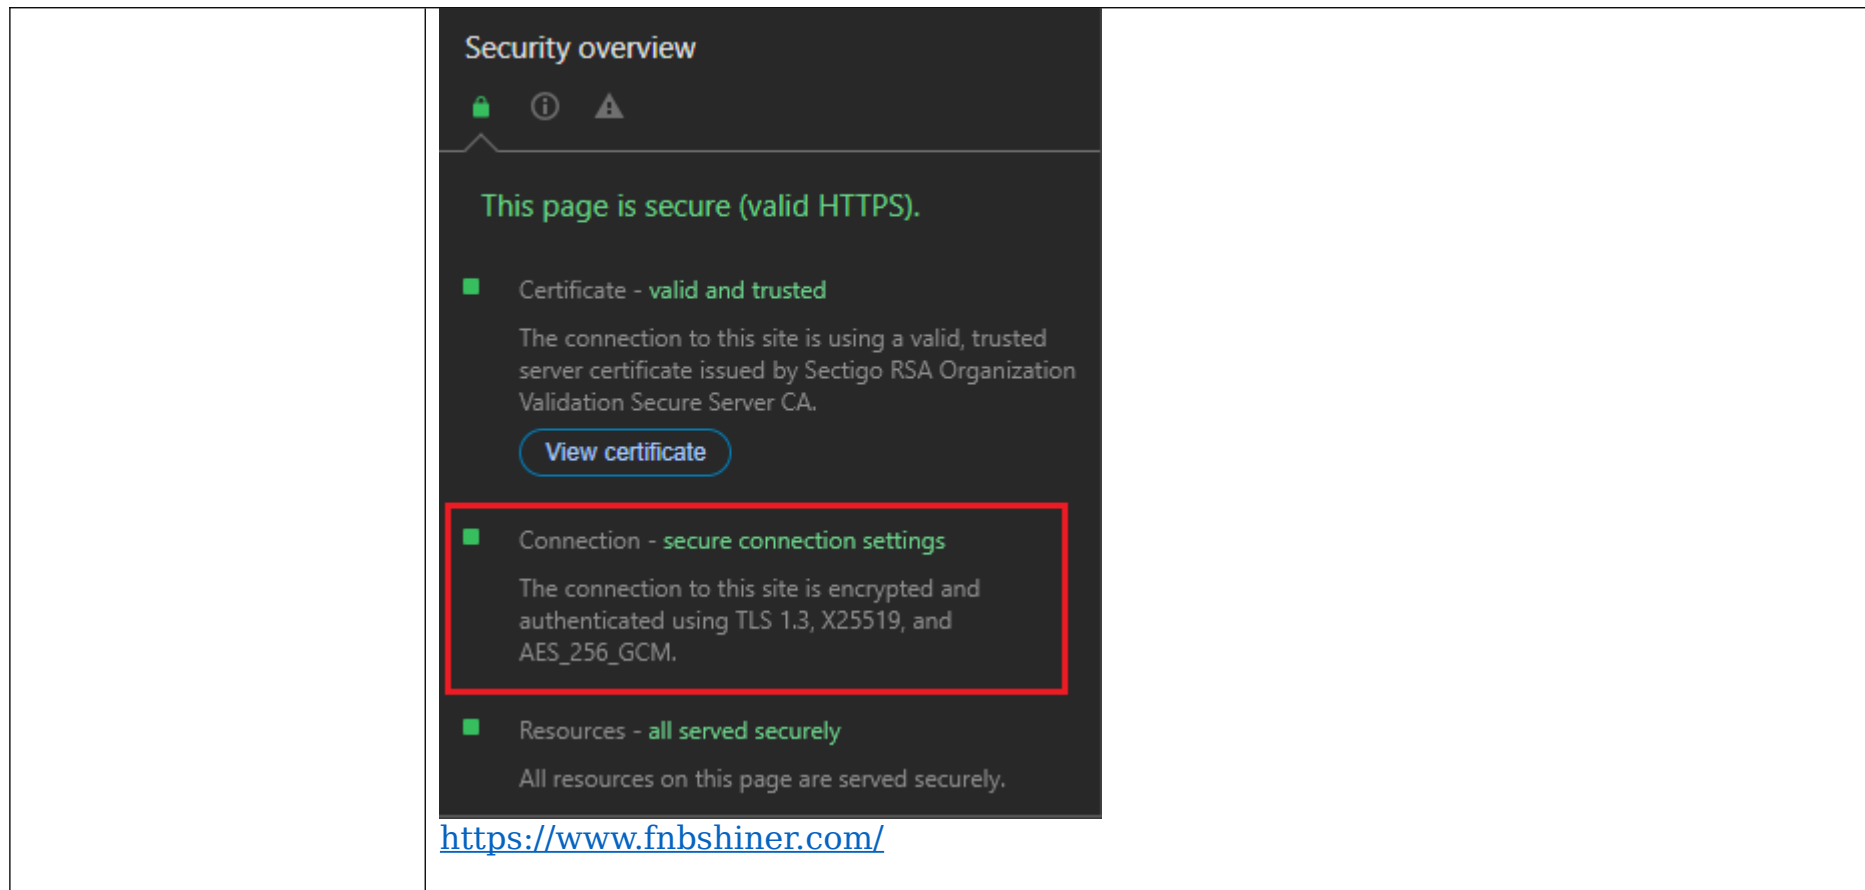 Security overview
This page is secure (valid HTTPS).
Certificate - valid and trusted
The connection to this site is using a valid, trusted
server certificate issued by Sectigo RSA Organization
Validation Secure Server CA.
View certificate
Connection - secure connection settings
The connection to this site is encrypted and
authenticated using TLS 1.3, X25519, and
AES_256_GCM.
Resources - all served securely
All resources on this page are served securely.
https://www.fnbshiner.com/